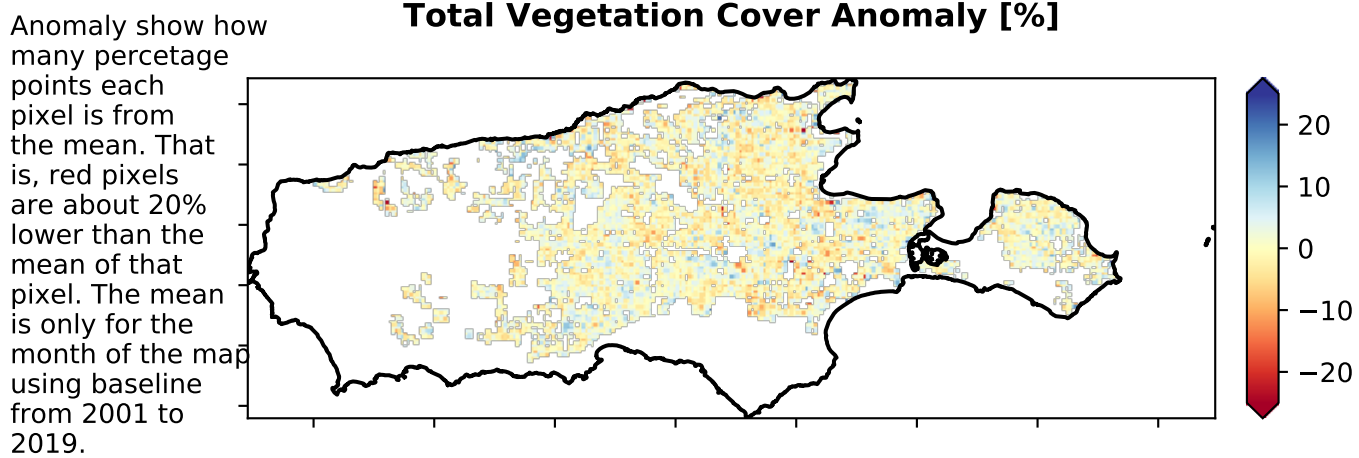 Total Vegetation Cover Anomaly [%]
Anomaly show how
many percetage
points each
pixel is from
the mean. That
is, red pixels
are about 20%
lower than the
mean of that
pixel. The mean
is only for the
month of the map
using baseline
from 2001 to
2019.
20
10
0
−10
−20